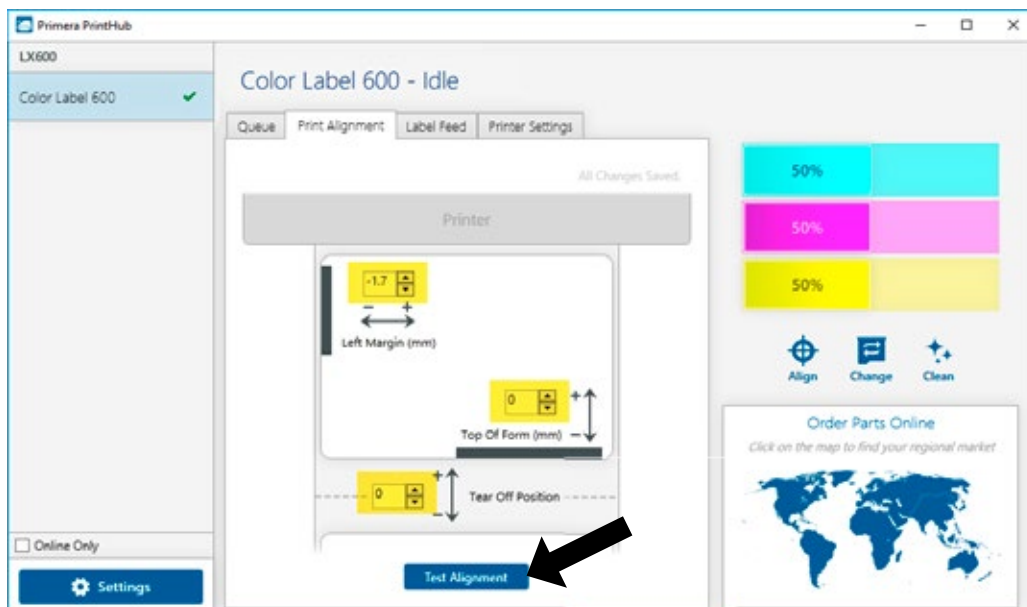 Primera PrintHub
LX600
Color Label 600
Color Label 600 - Idle
Queue Print Alignment Label Feed Printer Settings
All Changes Saved.
Printer
-1.7
- +
Left Margin (mm)
0 +
Top Of Form (mm) -
+
0 Tear Off Position
-
Test Alignment
50%
50%
50%
Align Change Clean
Order Parts Online
Click on the map to find your regional market
Online Only
Settings